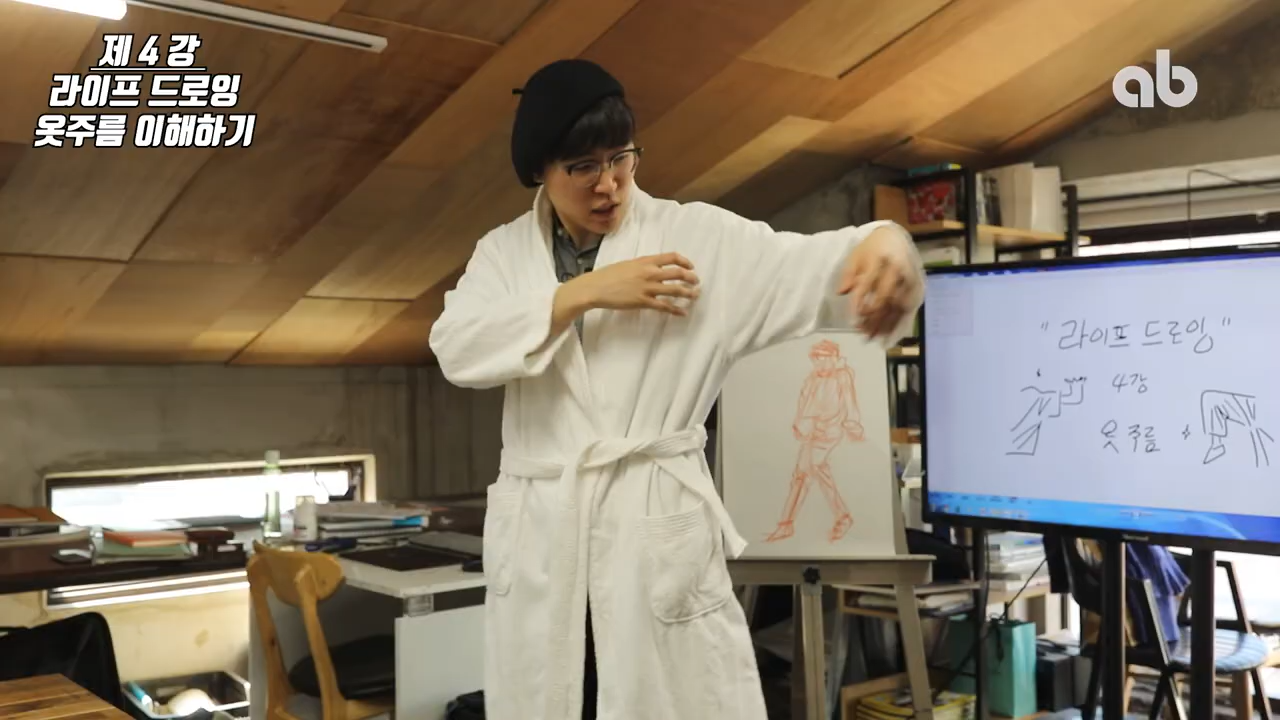 제 4 강
라이프 드로잉
옷주름 이해하기
ab
"라이프 드로잉"
4강
옷주름